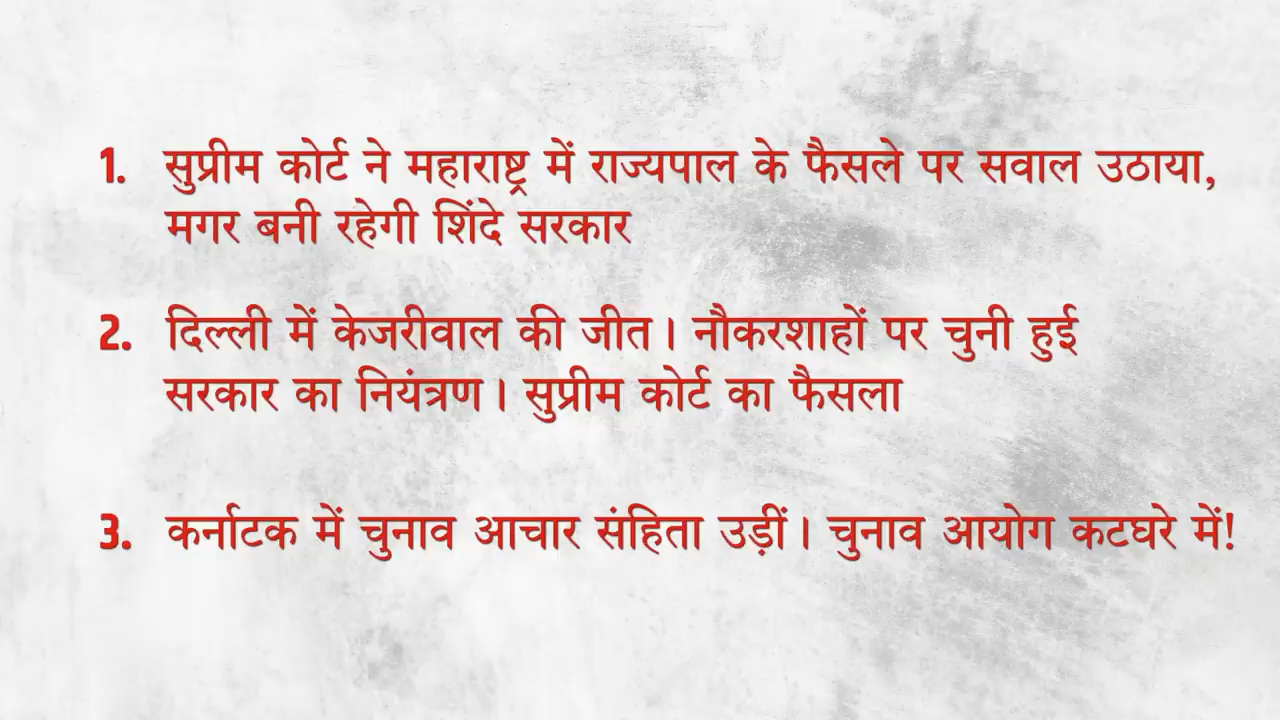 1. सुप्रीम कोर्ट ने महाराष्ट्र में राज्यपाल के फैसले पर सवाल उठाया,
मगर बनी रहेगी शिंदे सरकार
2. दिल्ली में केजरीवाल की जीत। नौकरशाहों पर चुनी हुई
सरकार का नियंत्रण। सुप्रीम कोर्ट का फैसला
3. कर्नाटक में चुनाव आचार संहिता उड़ीं। चुनाव आयोग कटघरे में!